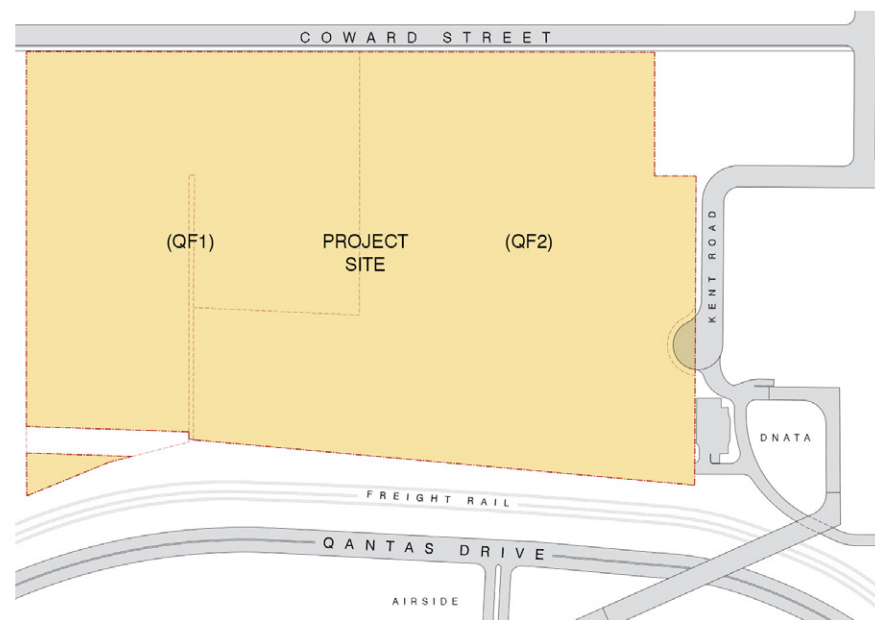 COWARD STREET
(QF1)
PROJECT
SITE
(QF2)
KENT ROAD
DNATA
FREIGHT RAIL
QANTAS DRIVE
AIRSIDE